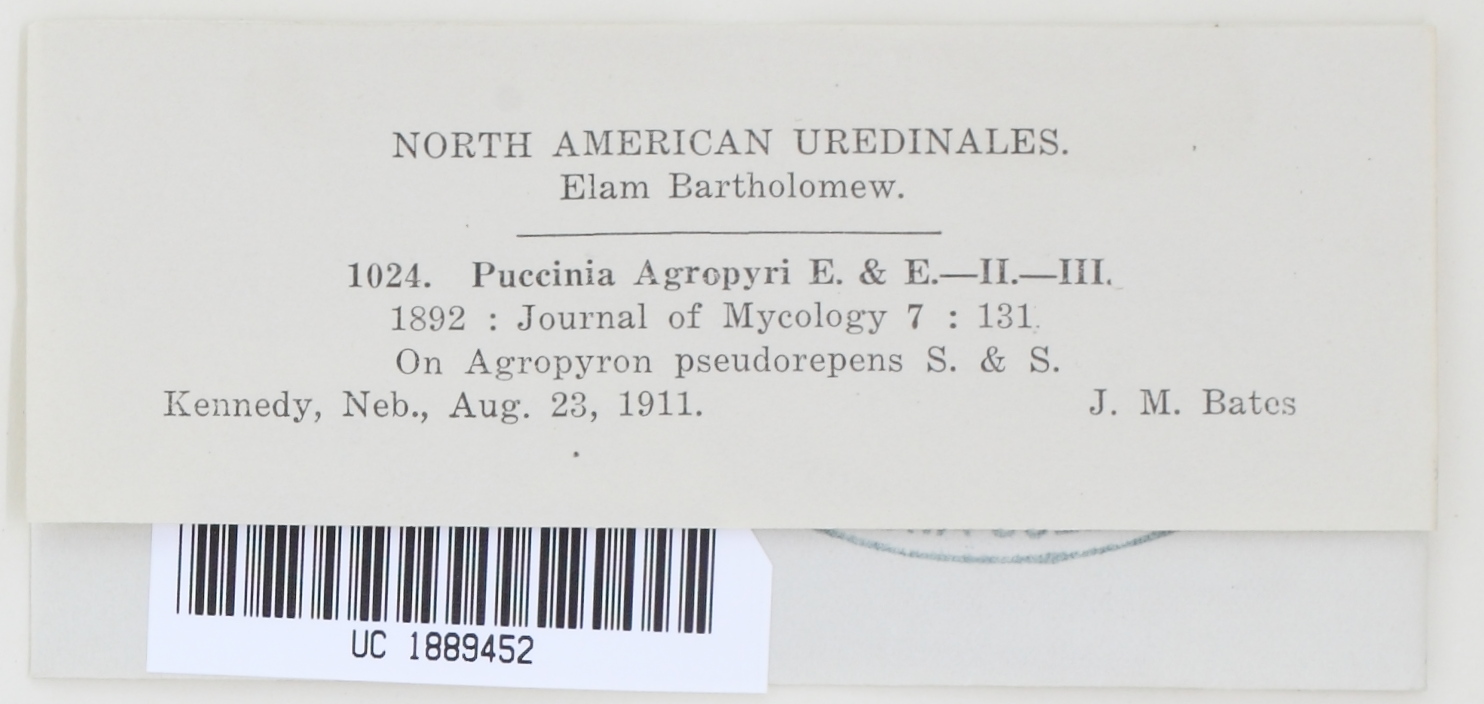 NORTH AMERICAN UREDINALES.
Elam Bartholomew.
1024. Puccinia Agropyri E. & E.—II.—III.
1892 : Journal of Mycology 7 : 131.
On Agropyron pseudorepens S. & S.
Kennedy, Neb., Aug. 23, 1911. J. M. Bates
UC 1889452